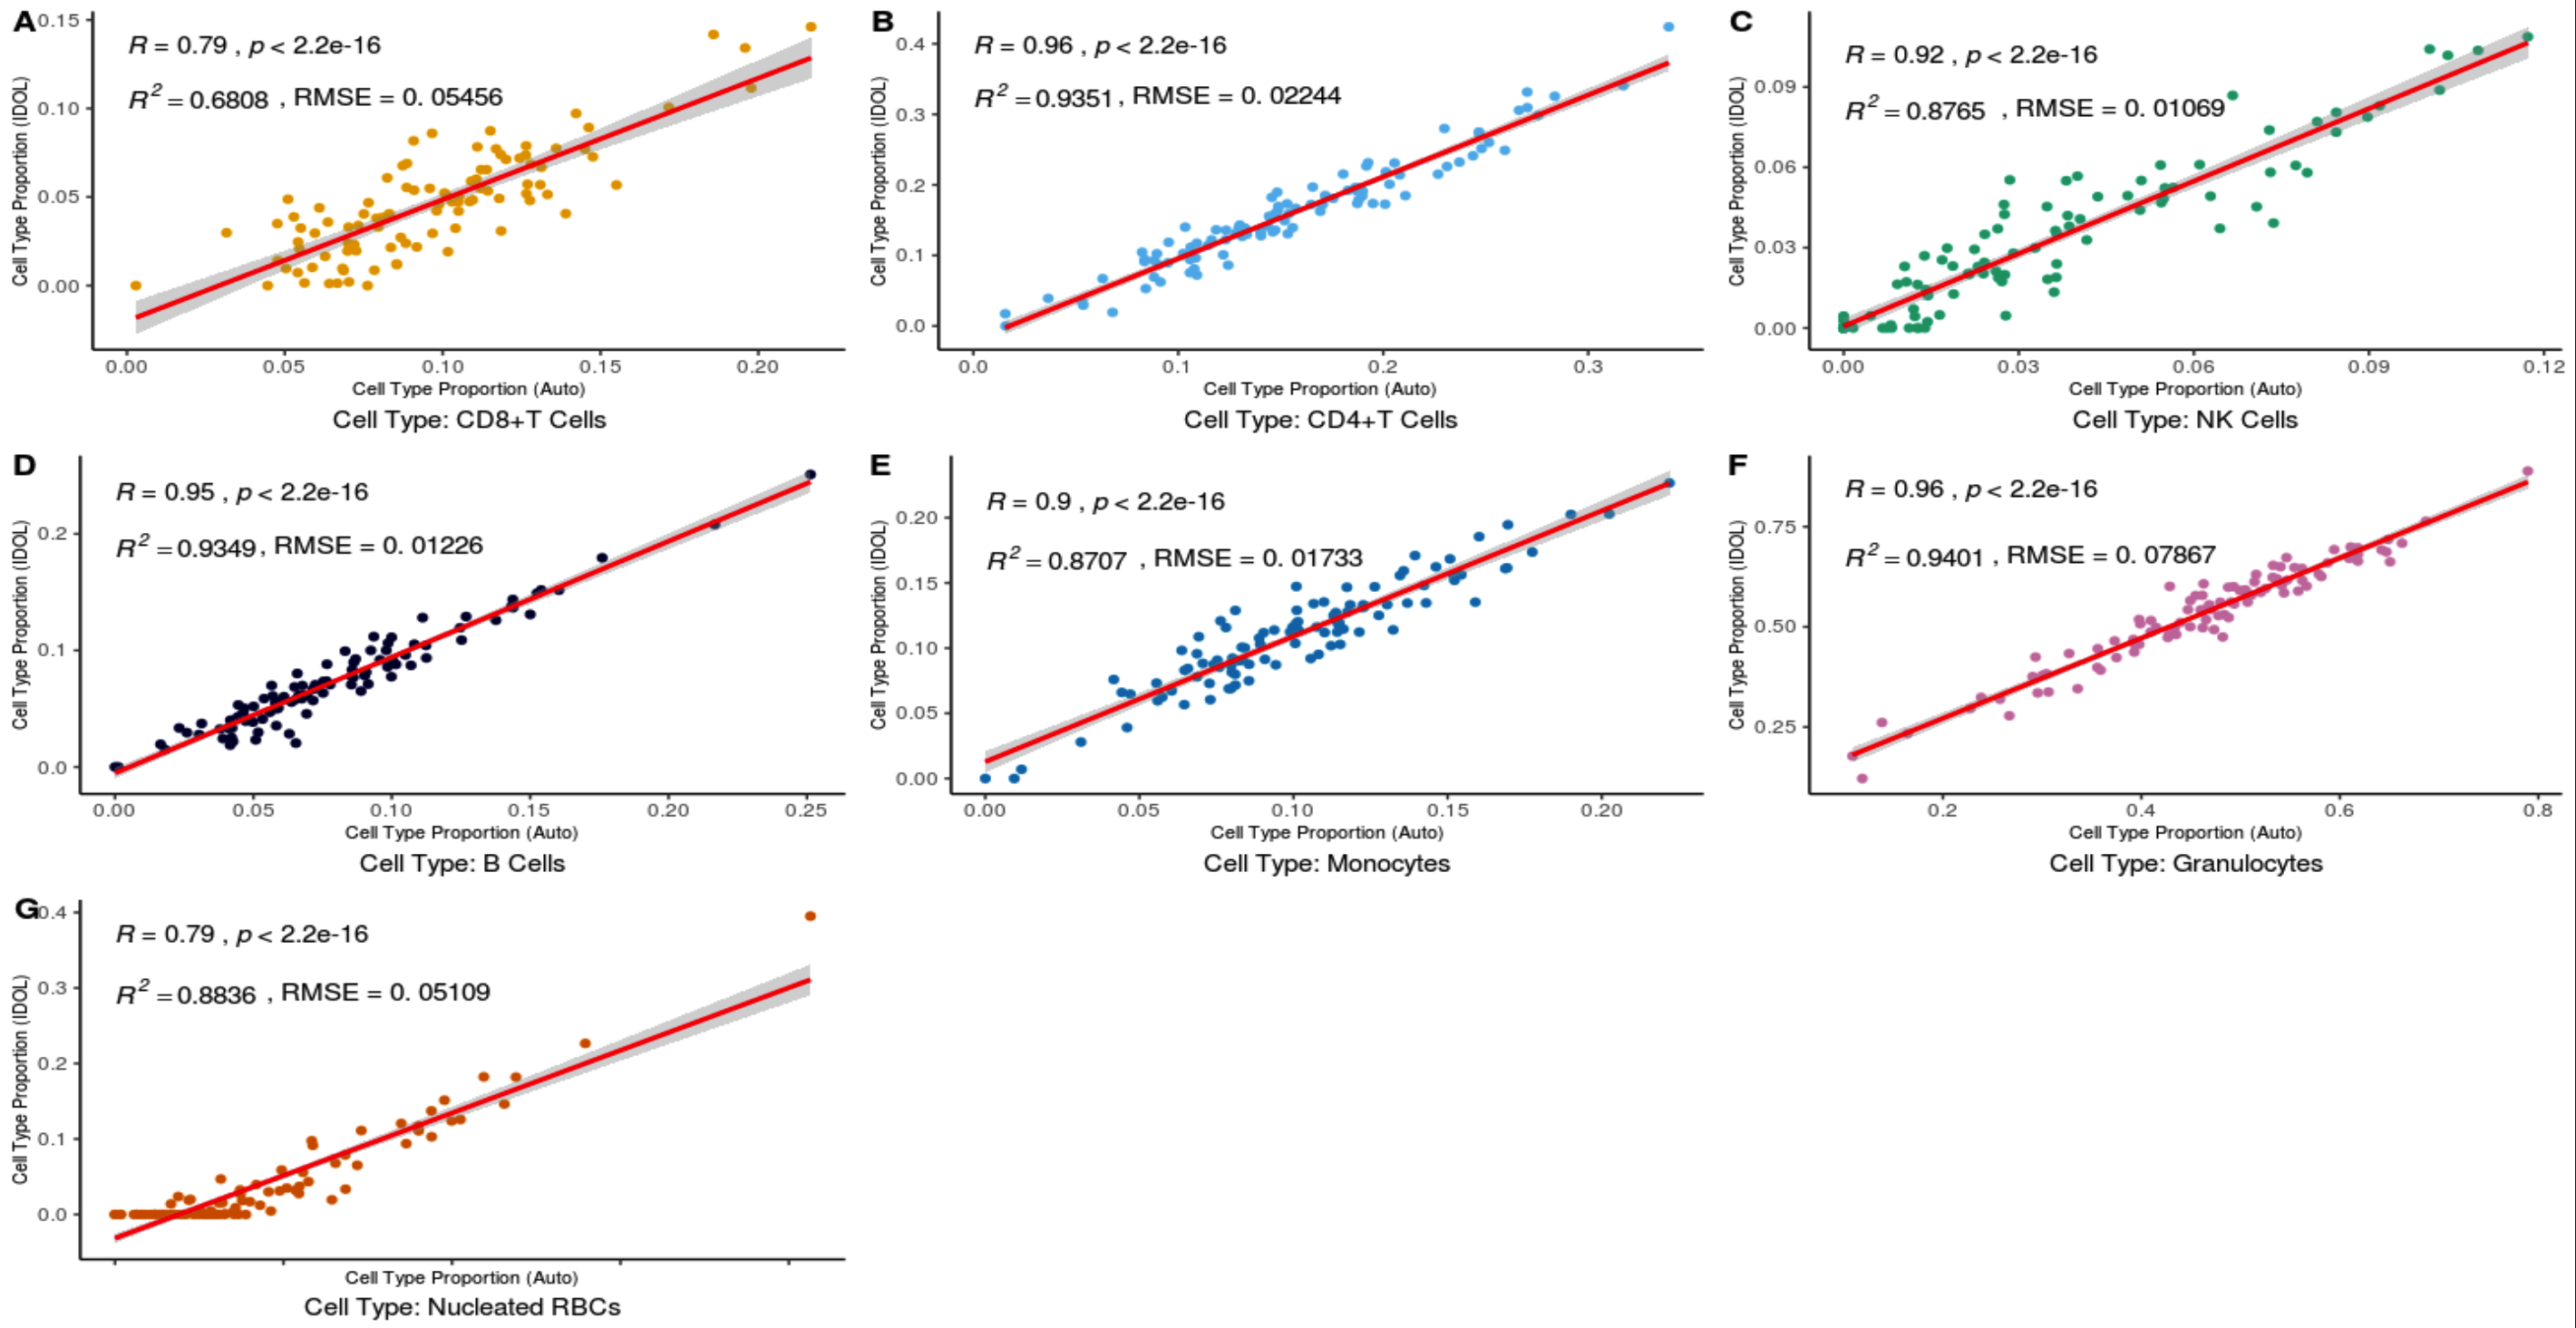 A
0.15
0.10
0.05
0.00
Cell Type Proportion (IDOL)
R = 0.79 , p < 2.2e-16
R² = 0.6808 , RMSE = 0. 05456
0.00 0.05 0.10 0.15 0.20
Cell Type Proportion (Auto)
Cell Type: CD8+T Cells
B
0.4
0.3
0.2
0.1
0.0
Cell Type Proportion (IDOL)
R = 0.96 , p < 2.2e-16
R² = 0.9351 , RMSE = 0. 02244
0.0 0.1 0.2 0.3
Cell Type Proportion (Auto)
Cell Type: CD4+T Cells
C
0.09
0.06
0.03
0.00
Cell Type Proportion (IDOL)
R = 0.92 , p < 2.2e-16
R² = 0.8765 , RMSE = 0. 01069
0.00 0.03 0.06 0.09 0.12
Cell Type Proportion (Auto)
Cell Type: NK Cells
D
0.2
0.1
0.0
Cell Type Proportion (IDOL)
R = 0.95 , p < 2.2e-16
R² = 0.9349 , RMSE = 0. 01226
0.00 0.05 0.10 0.15 0.20 0.25
Cell Type Proportion (Auto)
Cell Type: B Cells
E
0.20
0.15
0.10
0.05
0.00
Cell Type Proportion (IDOL)
R = 0.9 , p < 2.2e-16
R² = 0.8707 , RMSE = 0. 01733
0.00 0.05 0.10 0.15 0.20
Cell Type Proportion (Auto)
Cell Type: Monocytes
F
0.75
0.50
0.25
Cell Type Proportion (IDOL)
R = 0.96 , p < 2.2e-16
R² = 0.9401 , RMSE = 0. 07867
0.2 0.4 0.6 0.8
Cell Type Proportion (Auto)
Cell Type: Granulocytes
G
0.4
0.3
0.2
0.1
0.0
Cell Type Proportion (IDOL)
R = 0.79 , p < 2.2e-16
R² = 0.8836 , RMSE = 0. 05109
Cell Type Proportion (Auto)
Cell Type: Nucleated RBCs